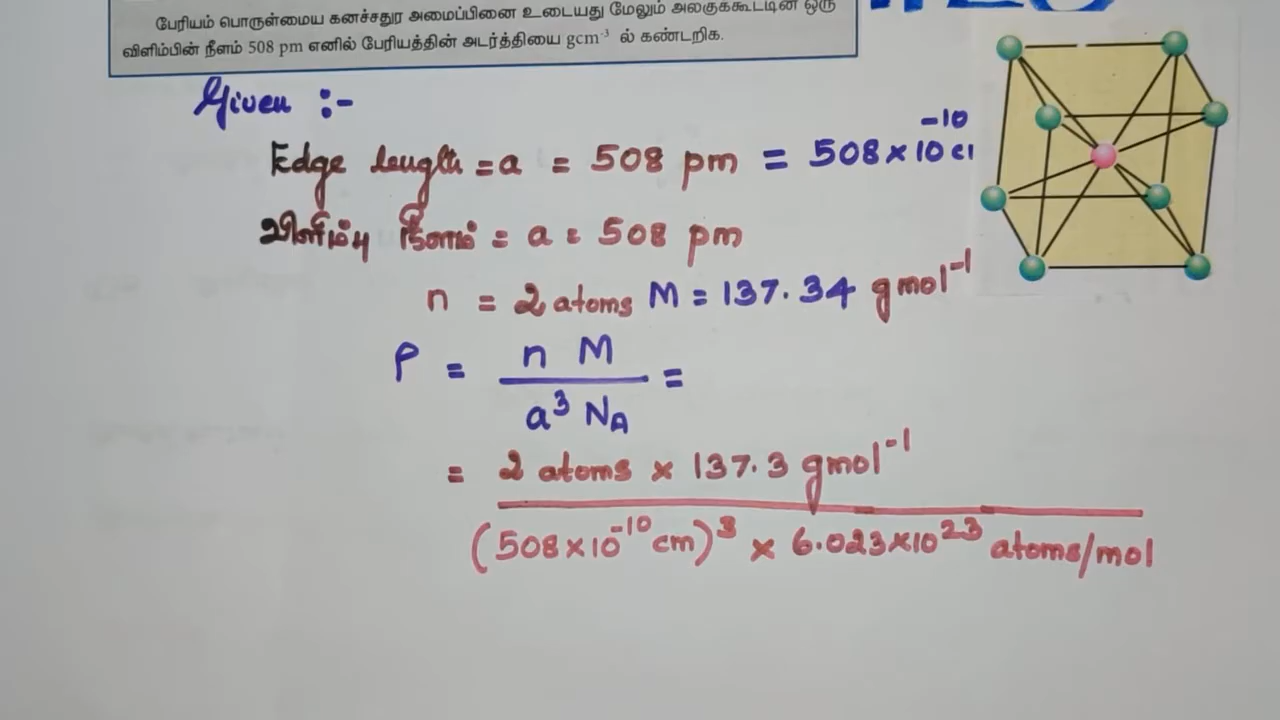 பேரியம் பொருள்மைய கனச்சதுர அமைப்பினை உடையது மேலும் அலகுக்கூட்டின் ஒரு
விளிம்பின் நீளம் 508 pm எனில் பேரியத்தின் அடர்த்தியை gcm⁻³ ல் கண்டறிக.
Given :-
Edge length = a = 508 pm = 508 × 10⁻¹⁰ c
விளிம்பு நீளம் = a = 508 pm
n = 2 atoms M = 137.34 gmol⁻¹
ρ = n M / a³ N_A =
= 2 atoms × 137.3 gmol⁻¹
(508×10⁻¹⁰ cm)³ × 6.023×10²³ atoms/mol